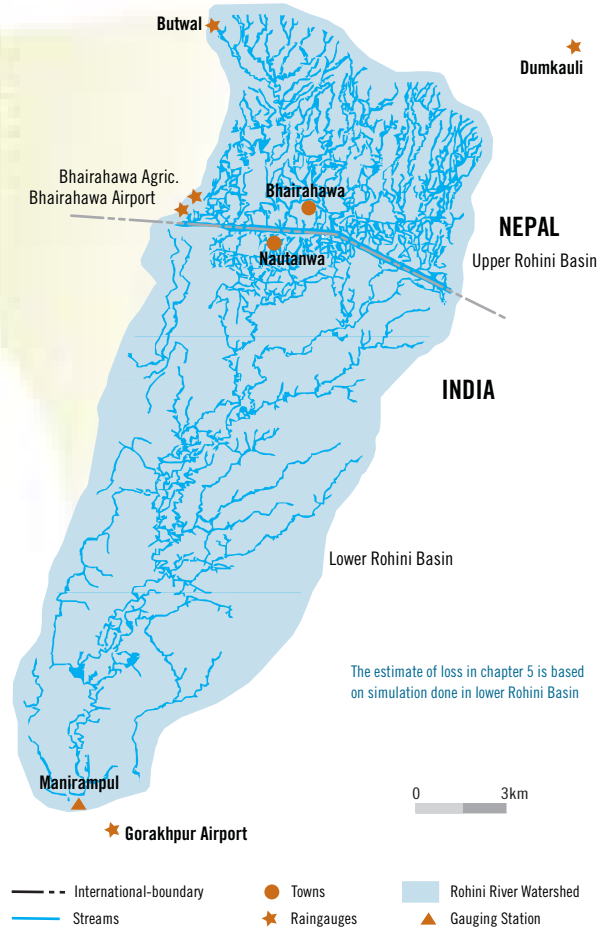 Butwal
Dumkauli
Bhairahawa Agric.
Bhairahawa Airport
Bhairahawa
NEPAL
Nautanwa
Upper Rohini Basin
INDIA
Lower Rohini Basin
The estimate of loss in chapter 5 is based
on simulation done in lower Rohini Basin
Manirampul
0 3km
Gorakhpur Airport
International-boundary
Towns
Rohini River Watershed
Streams
Raingauges
Gauging Station